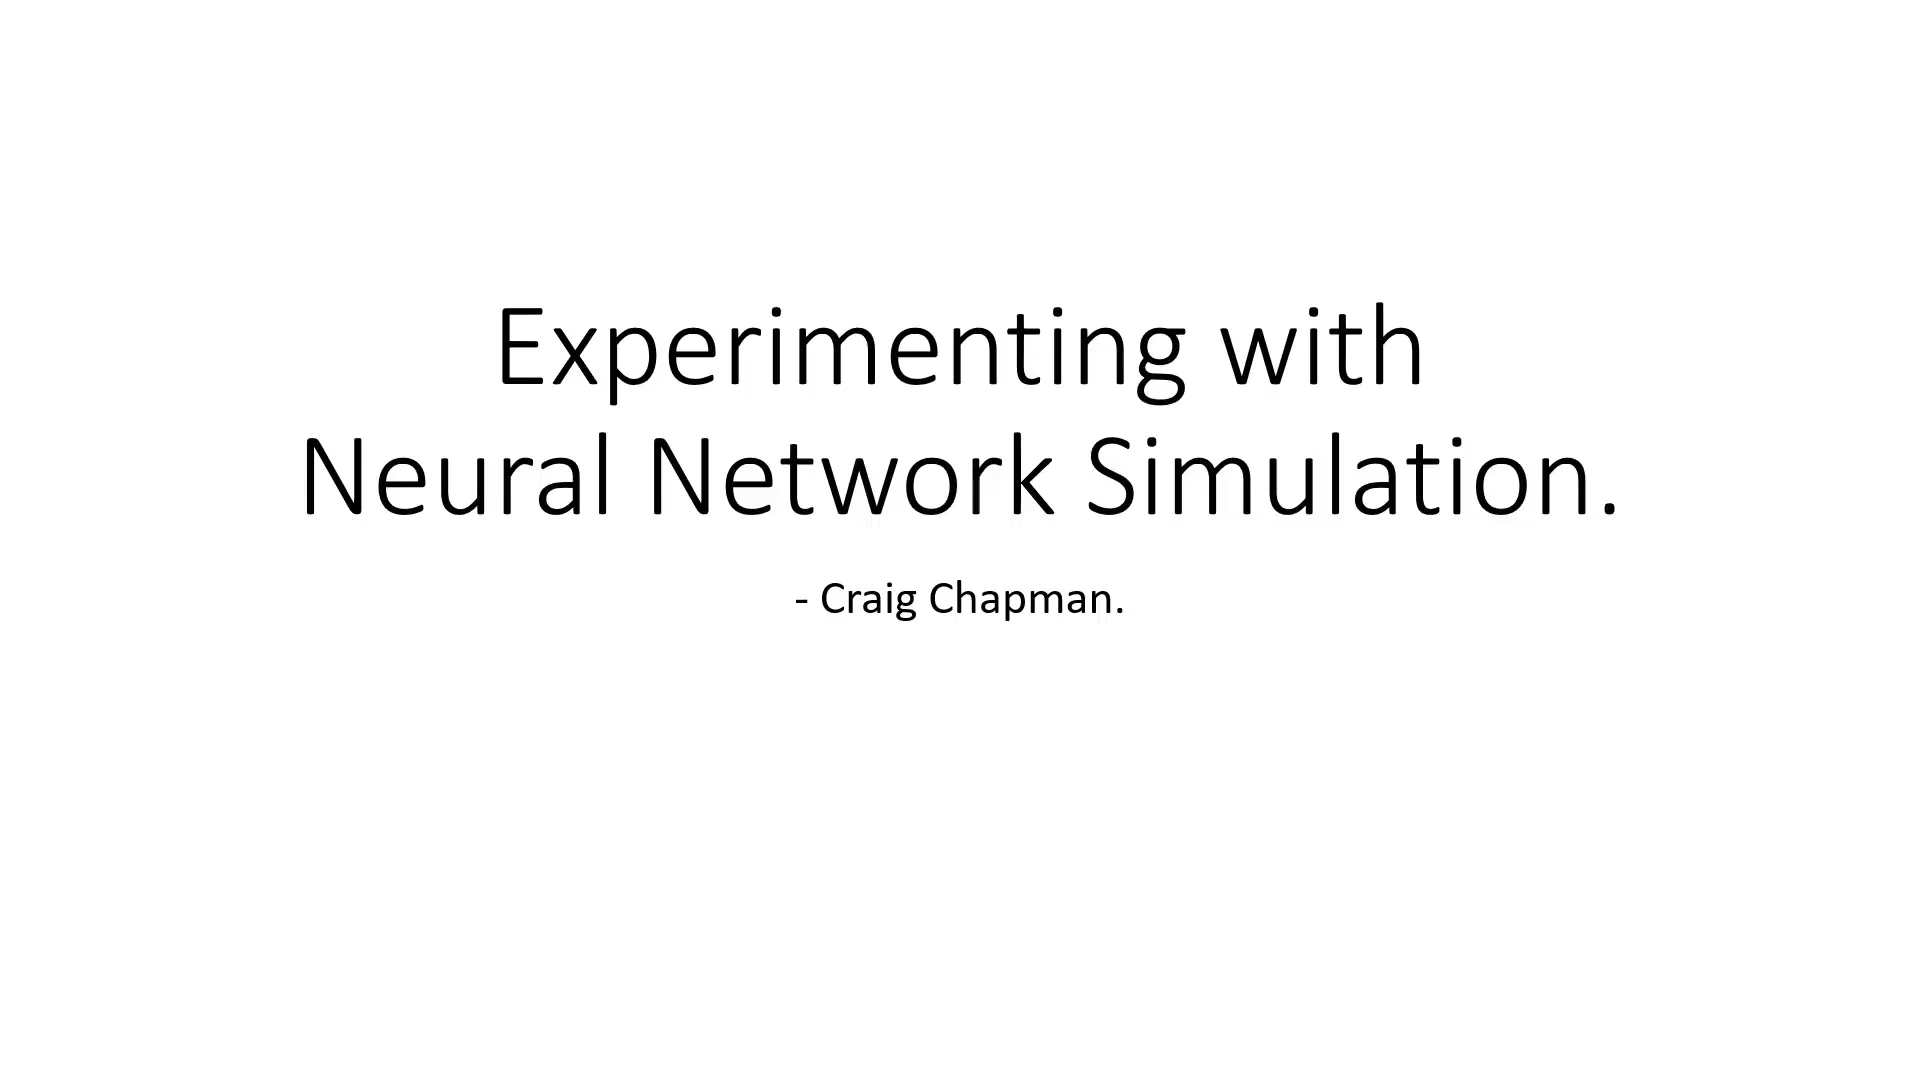 Experimenting with
Neural Network Simulation.
- Craig Chapman.